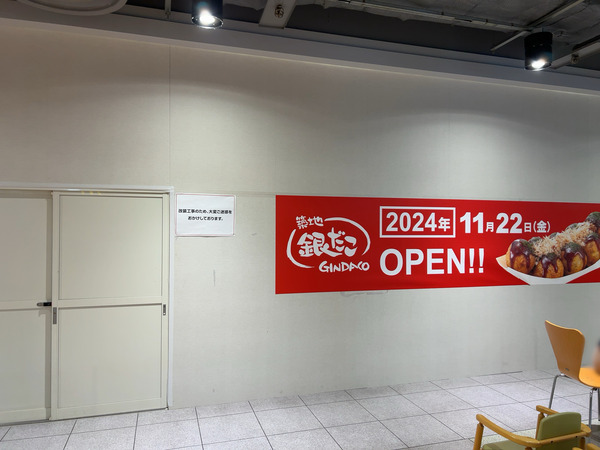 改装工事のため、大変ご迷惑を
おかけしております。
築地
銀だこ
GINDACO
2024年 11月22日(金)
OPEN!!